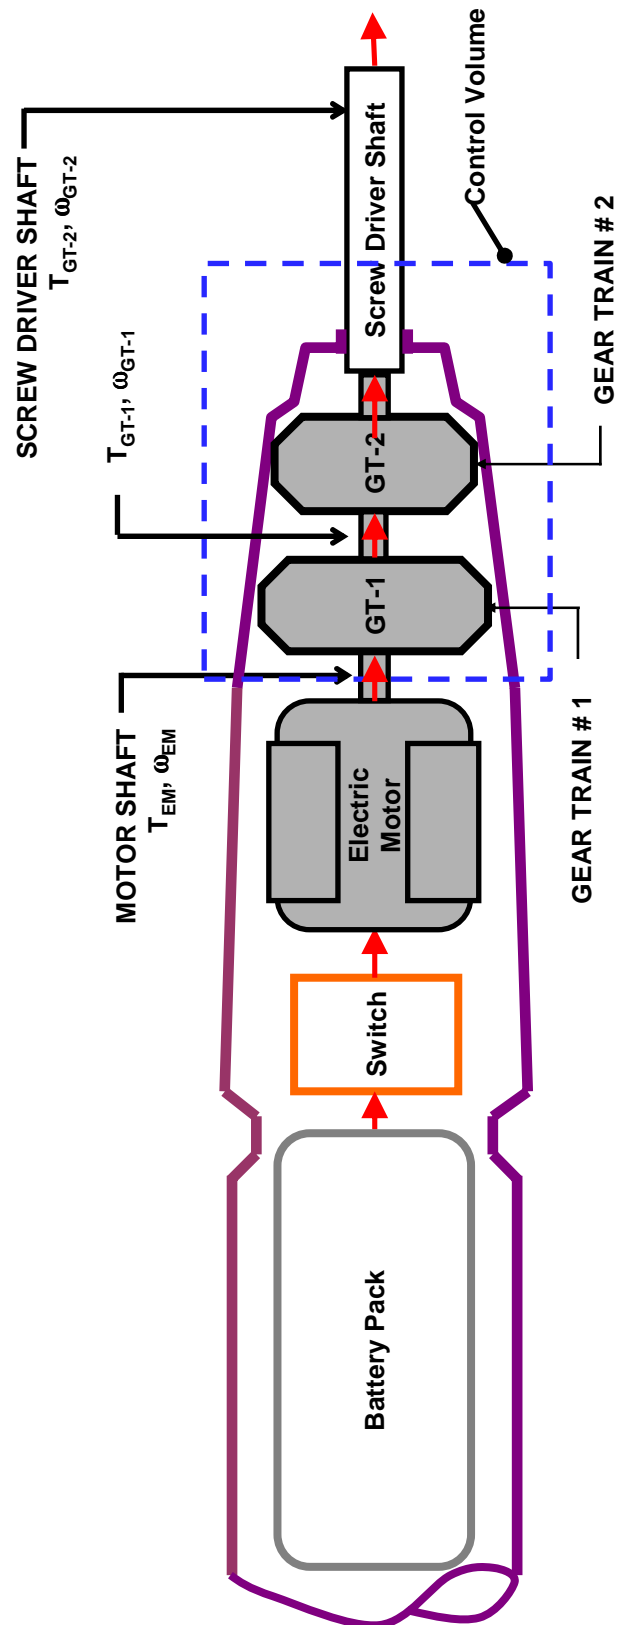 SCREW DRIVER SHAFT
T_GT-2, ω_GT-2
T_GT-1, ω_GT-1
MOTOR SHAFT
T_EM, ω_EM
Battery Pack
Switch
Electric
Motor
GT-1
GT-2
Screw Driver Shaft
Control Volume
GEAR TRAIN # 1
GEAR TRAIN # 2